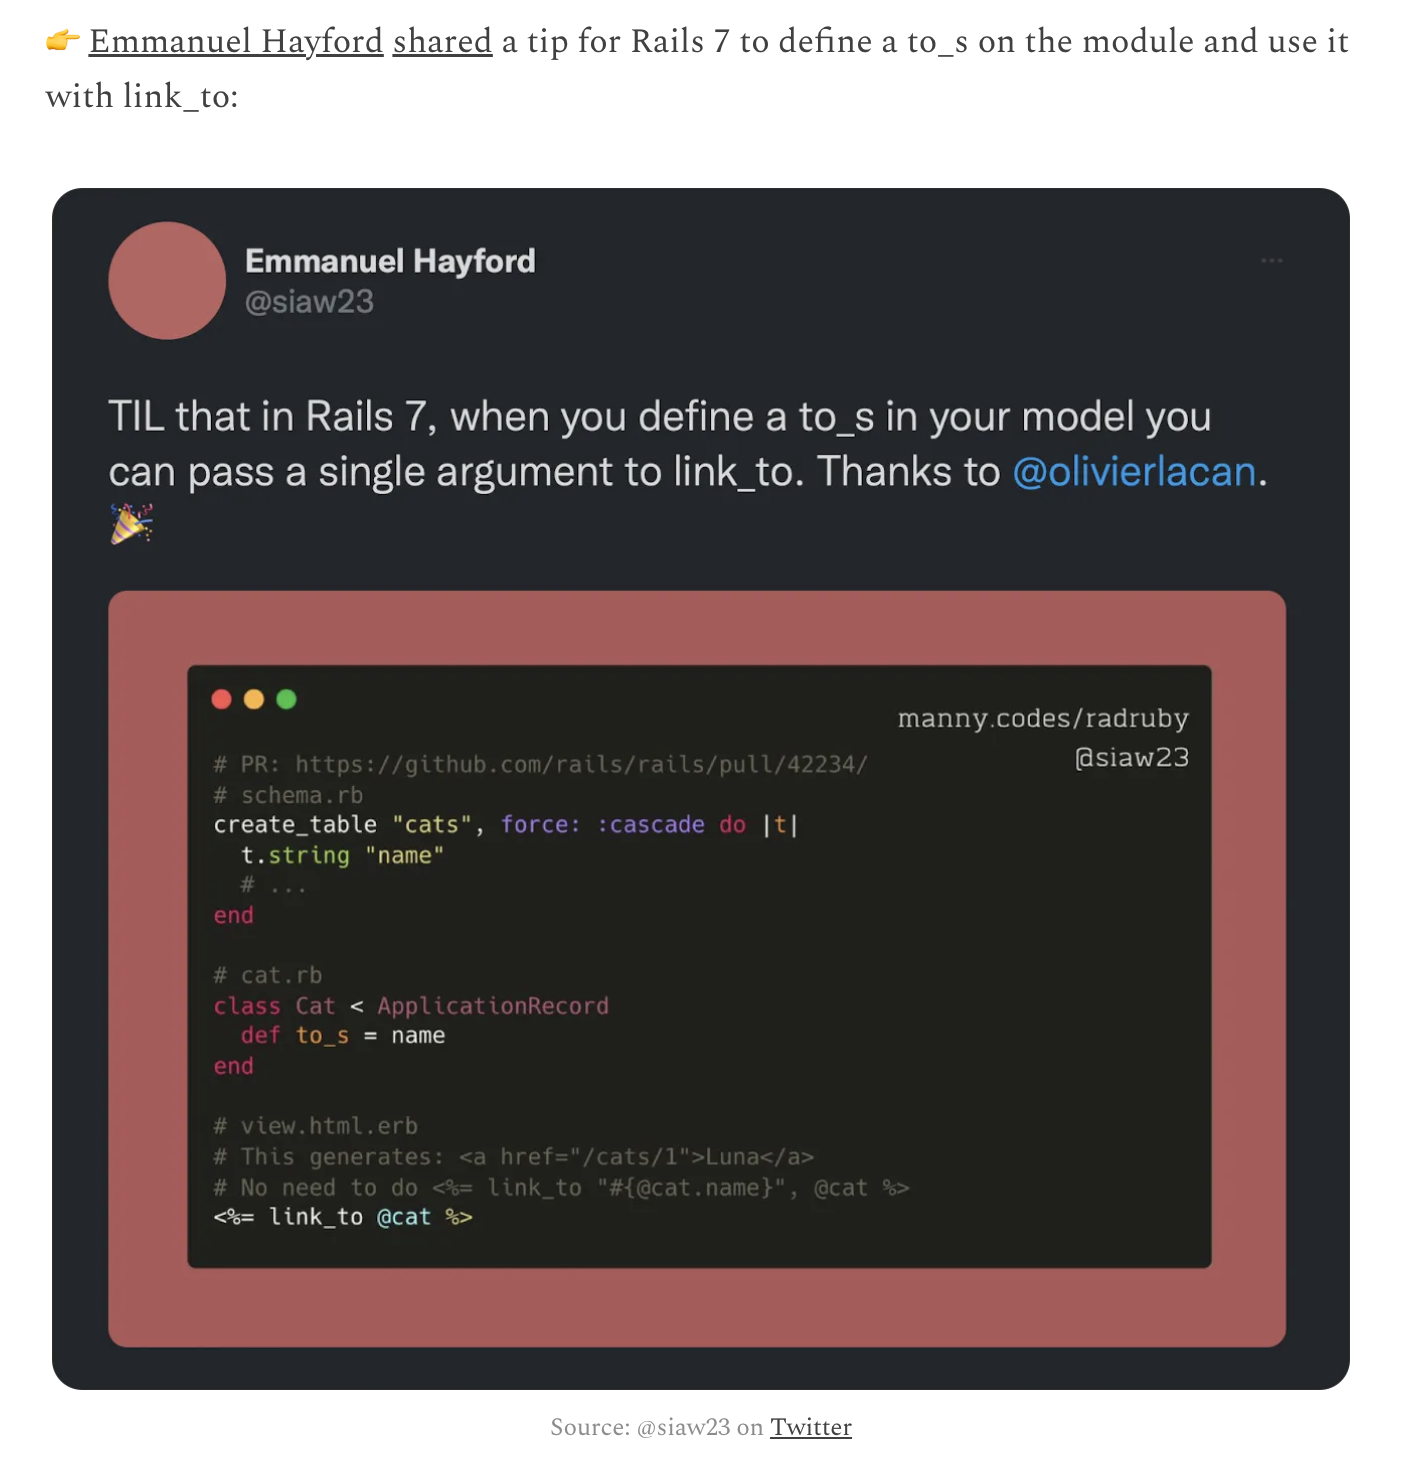 👉 Emmanuel Hayford shared a tip for Rails 7 to define a to_s on the module and use it
with link_to:
Emmanuel Hayford
@siaw23
TIL that in Rails 7, when you define a to_s in your model you
can pass a single argument to link_to. Thanks to @olivierlacan.
🎉
manny.codes/radruby
@siaw23
# PR: https://github.com/rails/rails/pull/42234/
# schema.rb
create_table "cats", force: :cascade do |t|
  t.string "name"
  # ...
end
# cat.rb
class Cat < ApplicationRecord
  def to_s = name
end
# view.html.erb
# This generates: <a href="/cats/1">Luna</a>
# No need to do <%= link_to "#{@cat.name}", @cat %>
<%= link_to @cat %>
Source: @siaw23 on Twitter